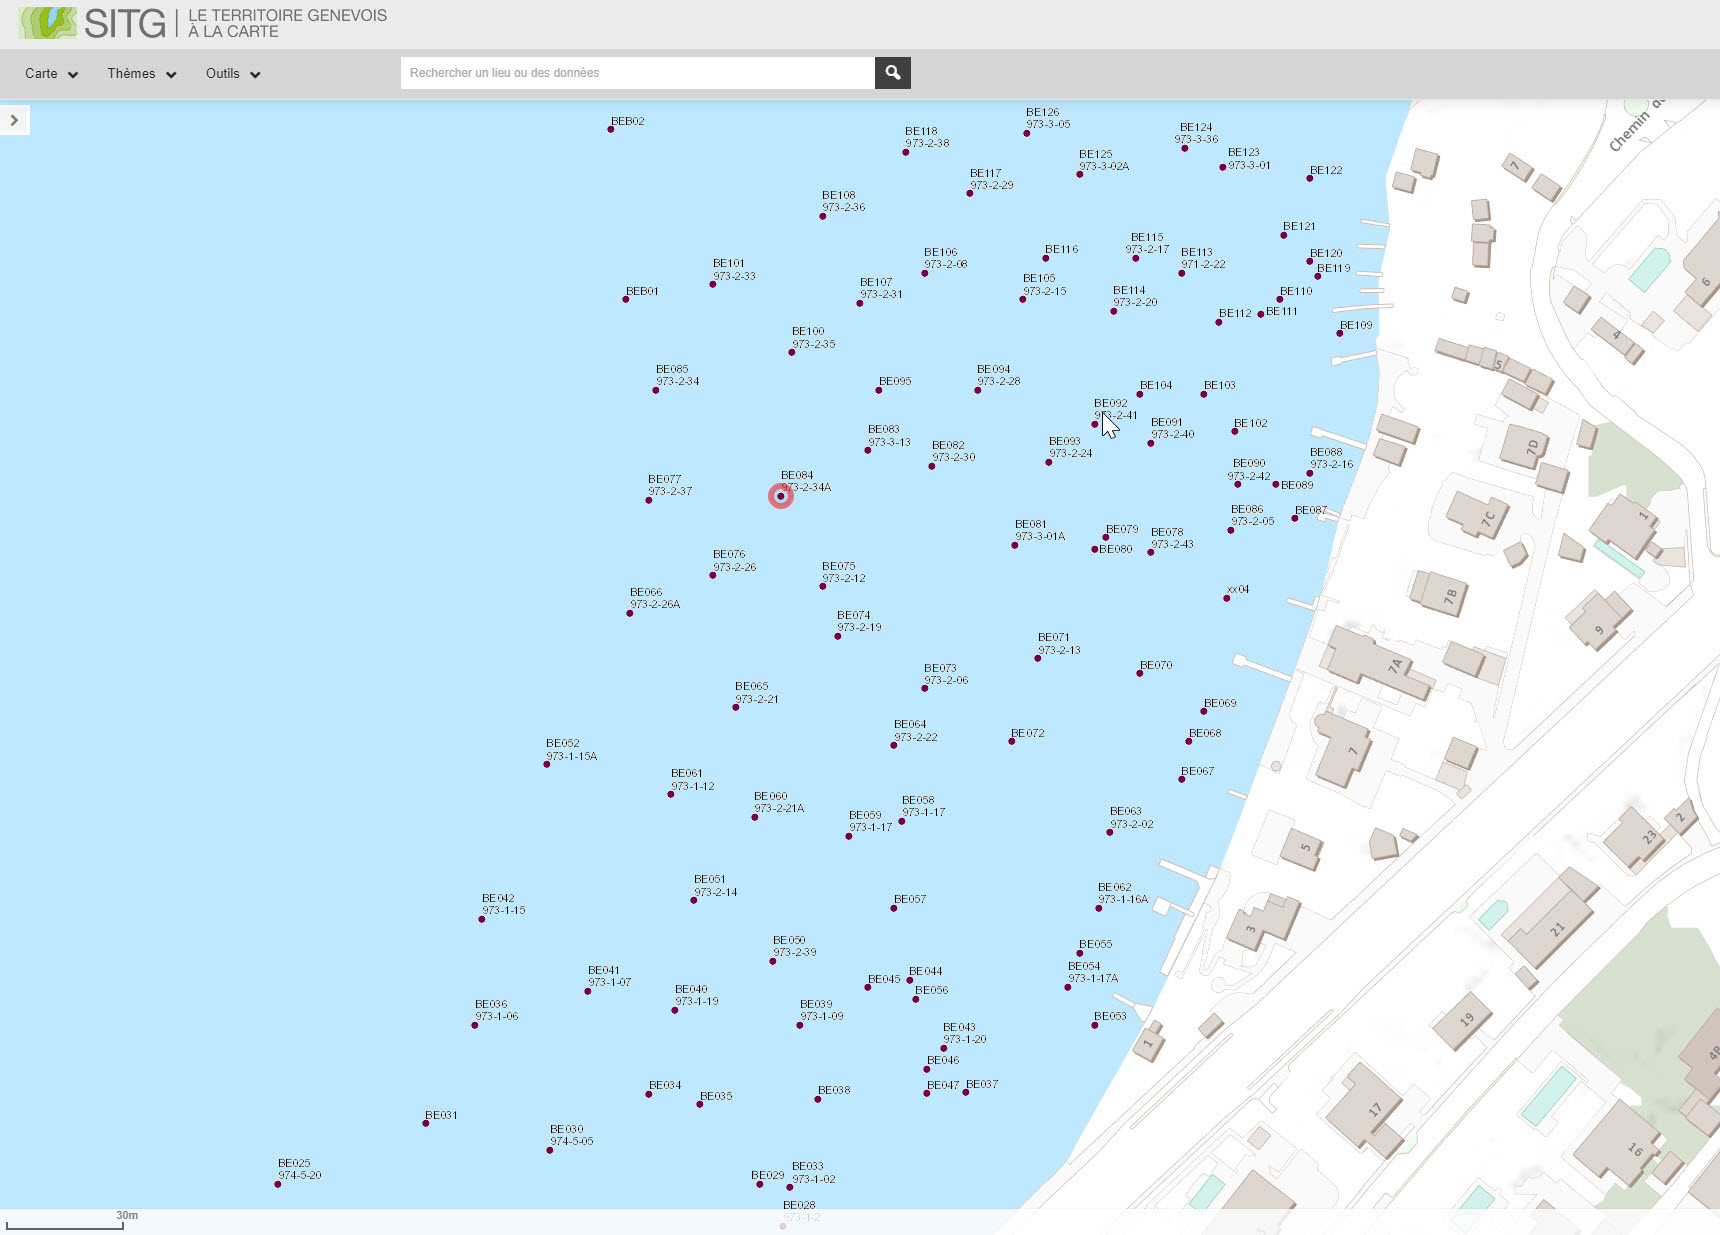 SITG
LE TERRITOIRE GENEVOIS
À LA CARTE
Carte
Thèmes
Outils
Rechercher un lieu ou des données
BEB02
BE118
973-2-38
BE126
973-3-05
BE124
973-3-36
BE125
973-3-02A
BE123
973-3-01
BE122
BE117
973-2-29
BE108
973-2-36
BE121
BE106
973-2-08
BE116
BE115
973-2-17
BE113
971-2-22
BE120
BE119
BE101
973-2-33
BEB01
BE107
973-2-31
BE105
973-2-15
BE114
973-2-20
BE110
BE112
BE111
BE109
BE100
973-2-35
BE085
973-2-34
BE095
BE094
973-2-28
BE104
BE103
BE092
973-2-41
BE091
973-2-40
BE102
BE083
973-3-13
BE082
973-2-30
BE093
973-2-24
BE088
973-2-16
BE090
973-2-42
BE089
BE077
973-2-37
BE084
973-2-34A
BE086
973-2-05
BE087
BE081
973-3-01A
BE079
BE080
BE078
973-2-43
BE076
973-2-26
BE075
973-2-12
BE066
973-2-26A
xx04
BE074
973-2-19
BE071
973-2-13
BE070
BE073
973-2-06
BE065
973-2-21
BE069
BE064
973-2-22
BE072
BE068
BE052
973-1-15A
BE067
BE061
973-1-12
BE060
973-2-21A
BE059
973-1-17
BE058
973-1-17
BE063
973-2-02
BE051
973-2-14
BE042
973-1-15
BE057
BE062
973-1-16A
BE050
973-2-39
BE055
BE041
973-1-07
BE045
BE044
BE056
BE054
973-1-17A
BE040
973-1-19
BE036
973-1-06
BE039
973-1-09
BE053
BE043
973-1-20
BE046
BE034
BE035
BE038
BE047
BE037
BE031
BE030
974-5-05
BE025
974-5-20
BE029
BE033
973-1-02
BE028
973-1-2
30m
Chemin de
7
6
4
5
7D
7C
1
7B
9
7A
7
5
23
2
3
21
19
1
17
16
4B
5